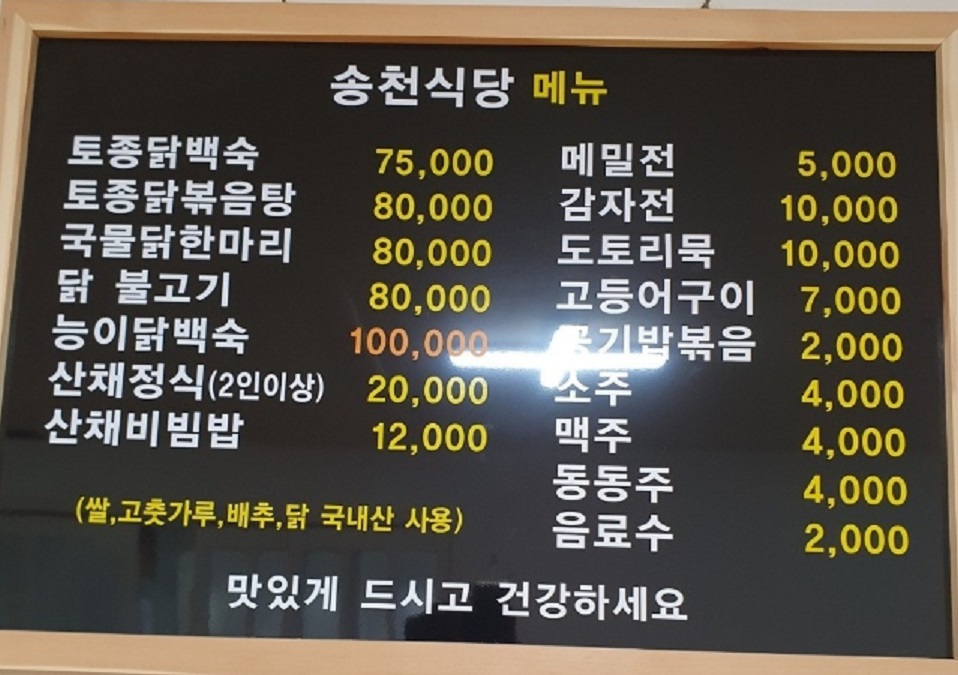 송천식당 메뉴
토종닭백숙 75,000
토종닭볶음탕 80,000
국물닭한마리 80,000
닭 불고기 80,000
능이닭백숙 100,000
산채정식(2인이상) 20,000
산채비빔밥 12,000
(쌀,고춧가루,배추,닭 국내산 사용)
메밀전 5,000
감자전 10,000
도토리묵 10,000
고등어구이 7,000
공기밥볶음 2,000
소주 4,000
맥주 4,000
동동주 4,000
음료수 2,000
맛있게 드시고 건강하세요